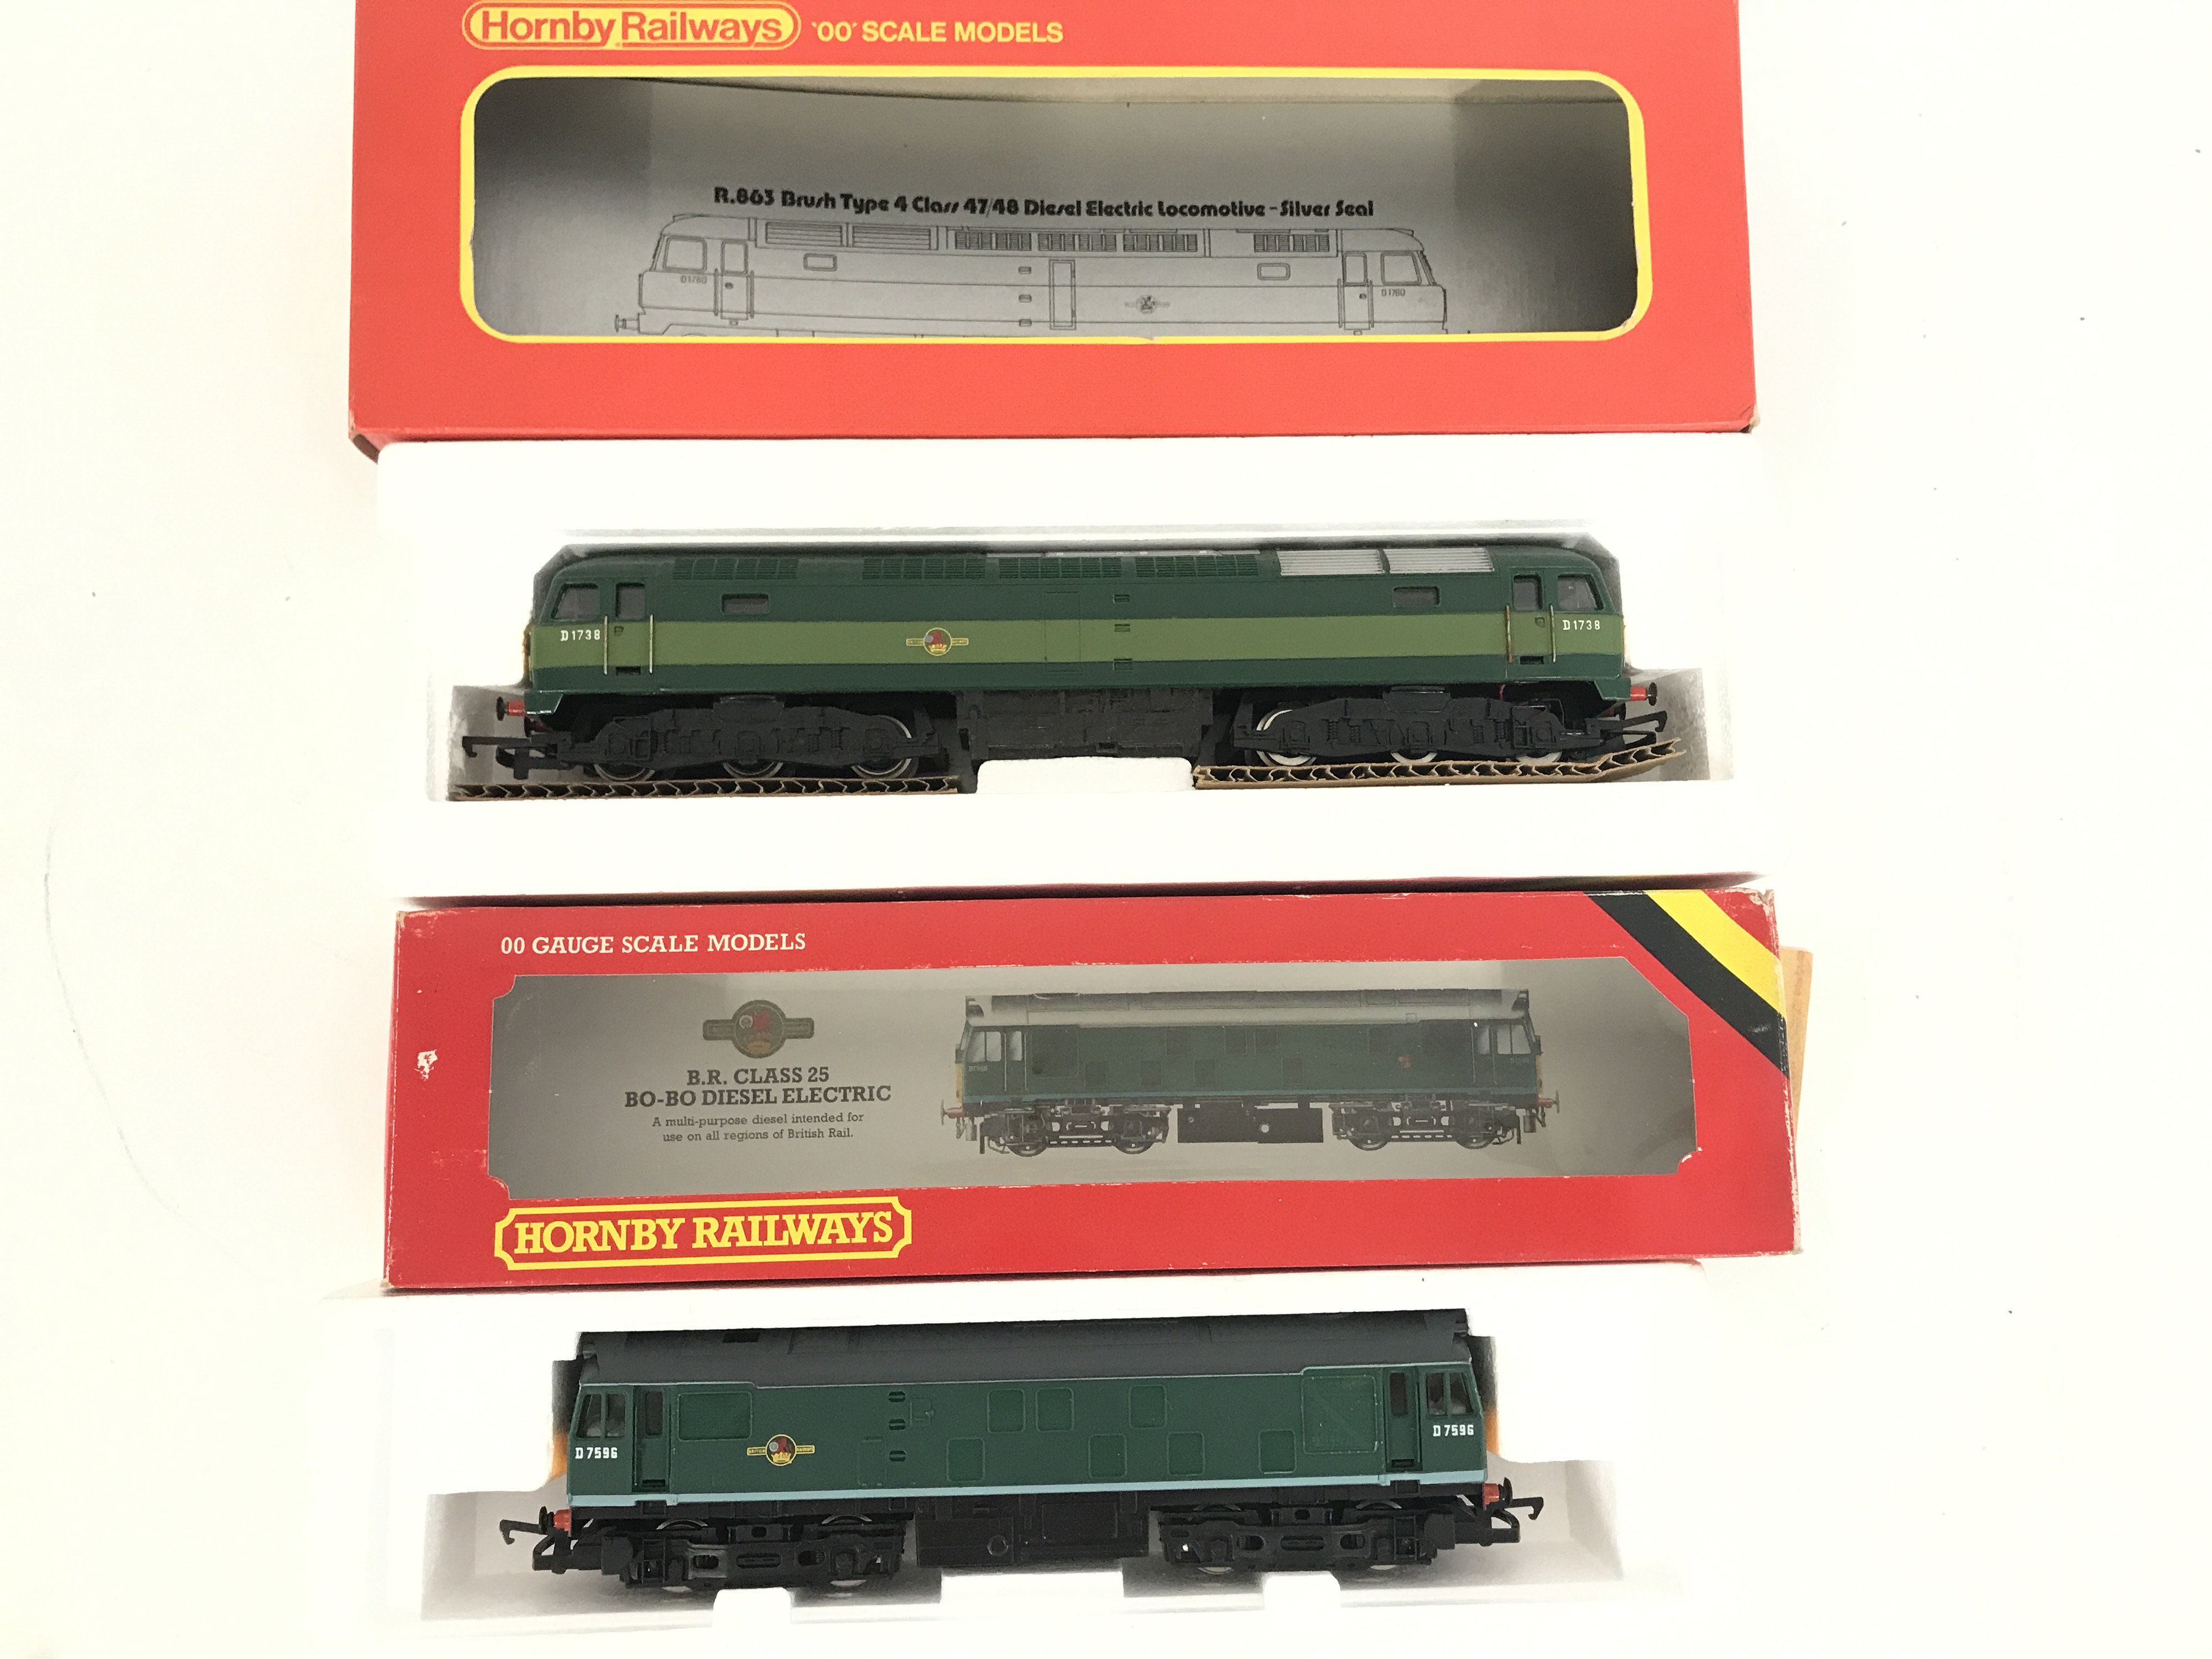 Hornby Railways '00' SCALE MODELS
R.863 Brush Type 4 Class 47/48 Diesel Electric Locomotive - Silver Seal
D1760 D1760
D1738 D1738
00 GAUGE SCALE MODELS
B.R. CLASS 25
BO-BO DIESEL ELECTRIC
A multi-purpose diesel intended for
use on all regions of British Rail.
HORNBY RAILWAYS
D7596 D7596